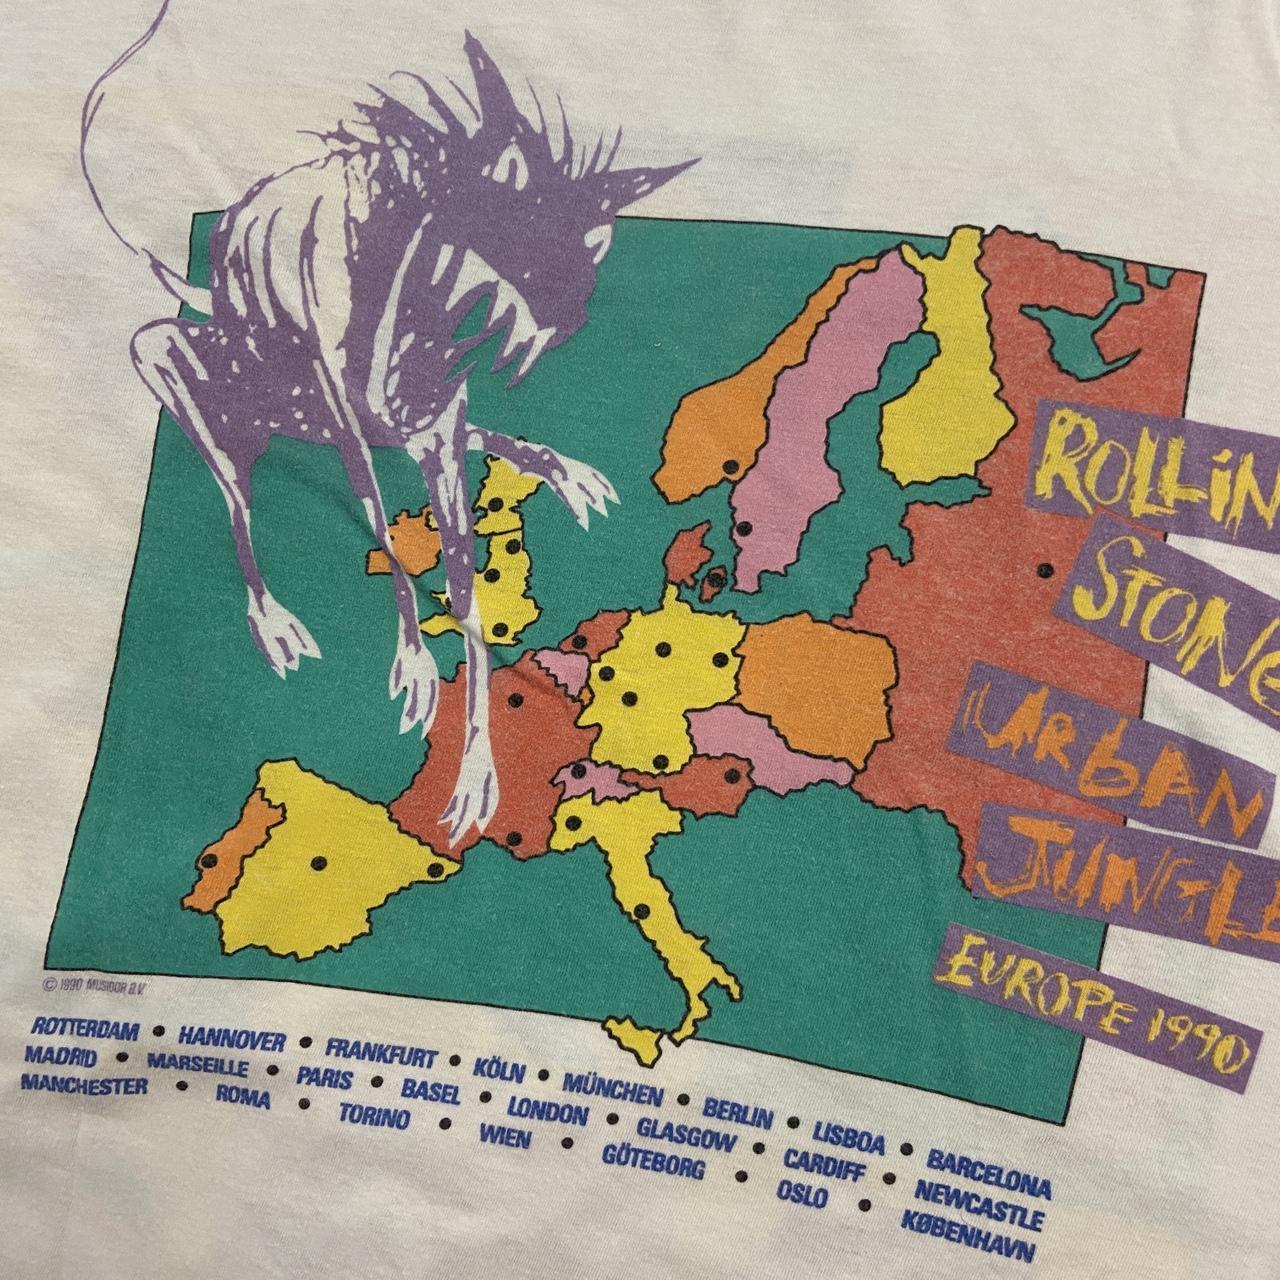 ROLLIN
STONE
URBAN
JUNGLE
EUROPE 1990
© 1990 MUSIDOR B.V.
ROTTERDAM • HANNOVER • FRANKFURT • KÖLN • MÜNCHEN • BERLIN • LISBOA • BARCELONA
MADRID • MARSEILLE • PARIS • BASEL • LONDON • GLASGOW • CARDIFF • NEWCASTLE
MANCHESTER • ROMA • TORINO • WIEN • GÖTEBORG • OSLO • KØBENHAVN